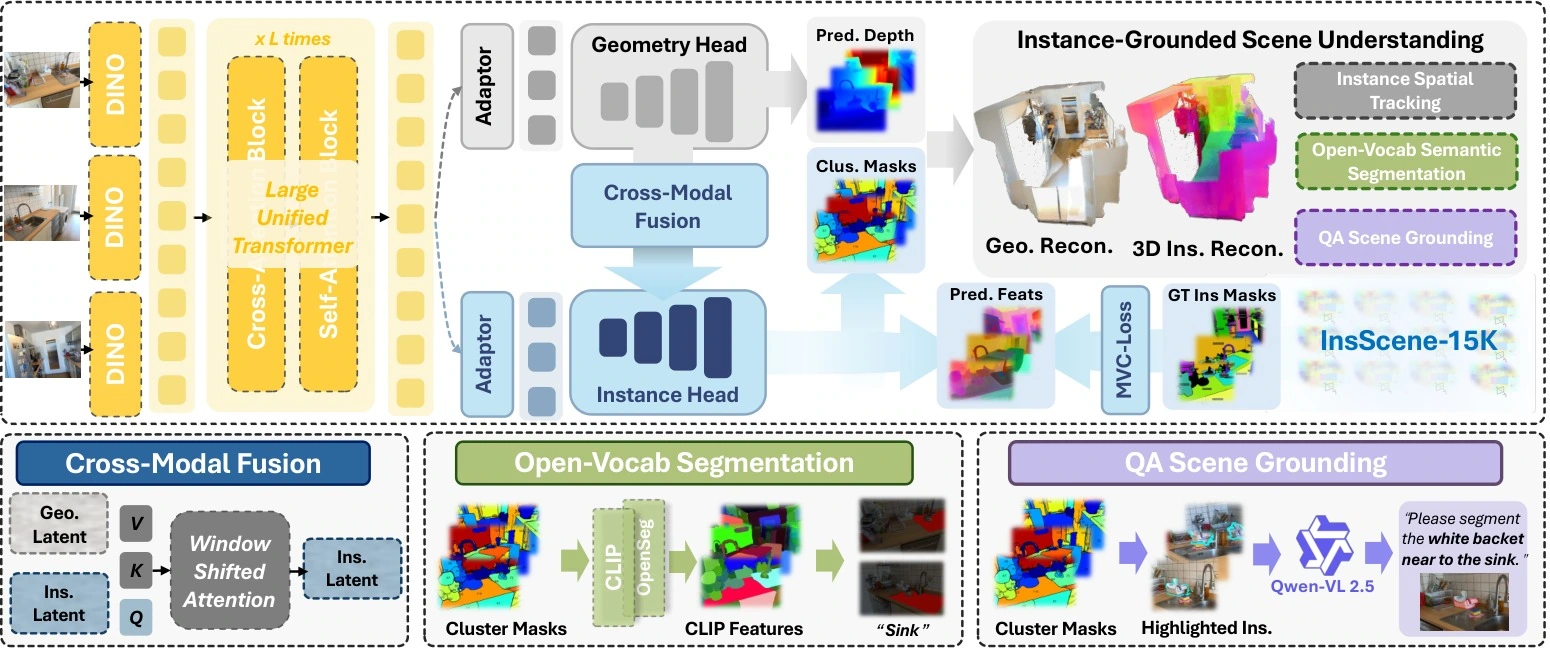 DINO
DINO
DINO
x L times
Cross-A
Block
Self-A
Block
Large
Unified
Transformer
Adaptor
Geometry Head
Cross-Modal
Fusion
Adaptor
Instance Head
Pred. Depth
Clus. Masks
Instance-Grounded Scene Understanding
Geo. Recon.
3D Ins. Recon.
Instance Spatial
Tracking
Open-Vocab Semantic
Segmentation
QA Scene Grounding
Pred. Feats
MVC-Loss
GT Ins Masks
InsScene-15K
Cross-Modal Fusion
Geo.
Latent
Ins.
Latent
V
K
Q
Window
Shifted
Attention
Ins.
Latent
Open-Vocab Segmentation
Cluster Masks
CLIP
OpenSeg
CLIP Features
“Sink”
QA Scene Grounding
Cluster Masks
Highlighted Ins.
Qwen-VL 2.5
“Please segment
the white backet
near to the sink.”